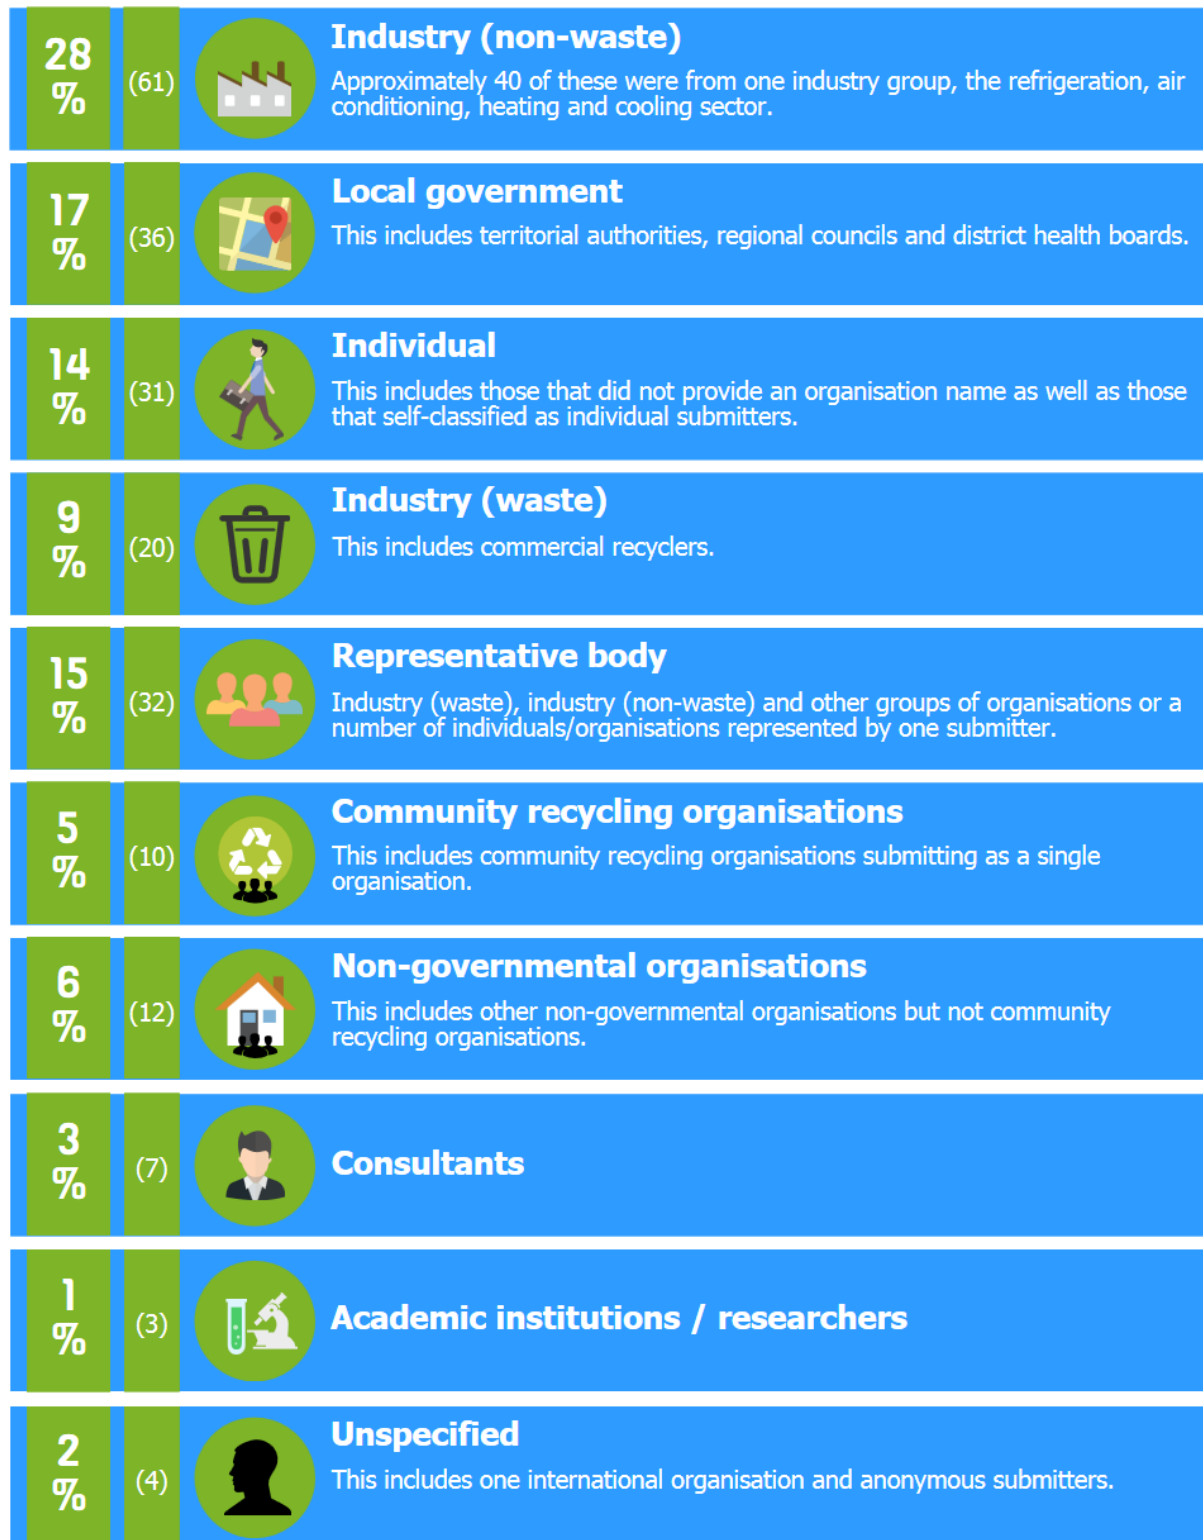 28
%
(61)
Industry (non-waste)
Approximately 40 of these were from one industry group, the refrigeration, air
conditioning, heating and cooling sector.
17
%
(36)
Local government
This includes territorial authorities, regional councils and district health boards.
14
%
(31)
Individual
This includes those that did not provide an organisation name as well as those
that self-classified as individual submitters.
9
%
(20)
Industry (waste)
This includes commercial recyclers.
15
%
(32)
Representative body
Industry (waste), industry (non-waste) and other groups of organisations or a
number of individuals/organisations represented by one submitter.
5
%
(10)
Community recycling organisations
This includes community recycling organisations submitting as a single
organisation.
6
%
(12)
Non-governmental organisations
This includes other non-governmental organisations but not community
recycling organisations.
3
%
(7)
Consultants
1
%
(3)
Academic institutions / researchers
2
%
(4)
Unspecified
This includes one international organisation and anonymous submitters.